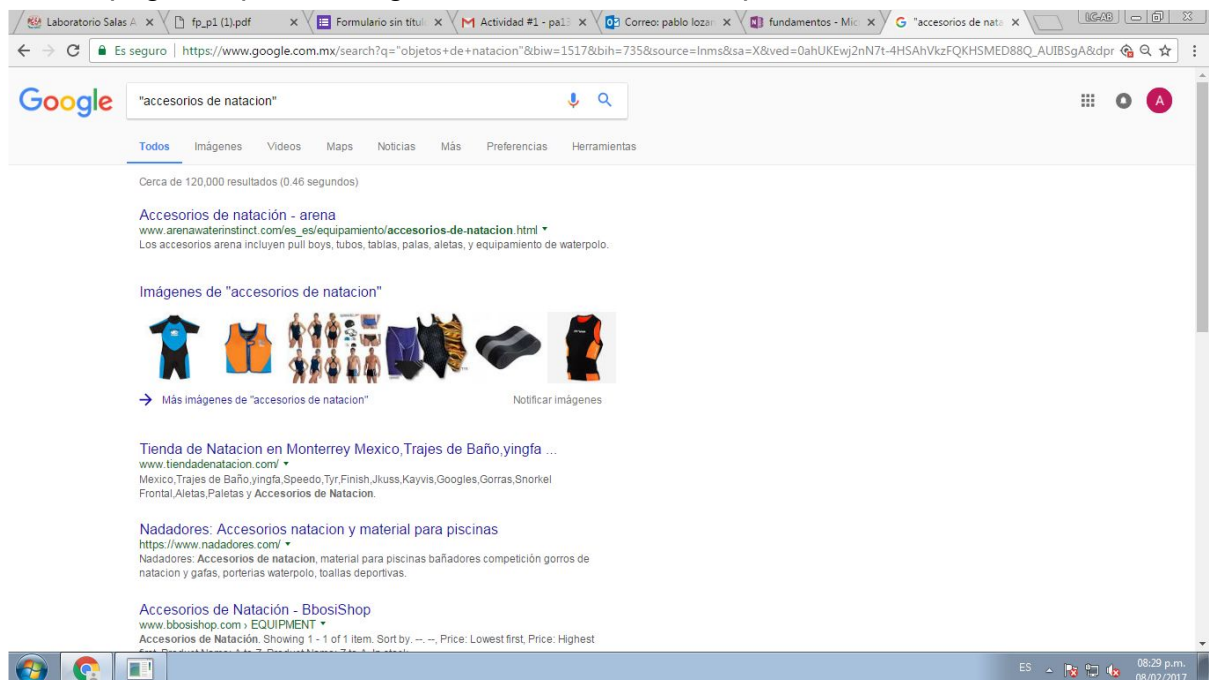 Laboratorio Salas A
fp_p1 (1).pdf
Formulario sin títul
Actividad #1 - pa1
Correo: pablo lozan
fundamentos - Mic
"accesorios de nata
LC-AB
Es seguro
https://www.google.com.mx/search?q="objetos+de+natacion"&biw=1517&bih=735&source=lnms&sa=X&ved=0ahUKEwj2nN7t-4HSAhVkzFQKHSMED88Q_AUIBSgA&dpr
Google
"accesorios de natacion"
A
Todos Imágenes Videos Maps Noticias Más Preferencias Herramientas
Cerca de 120,000 resultados (0.46 segundos)
Accesorios de natación - arena
www.arenawaterinstinct.com/es_es/equipamiento/accesorios-de-natacion.html
Los accesorios arena incluyen pull boys, tubos, tablas, palas, aletas, y equipamiento de waterpolo.
Imágenes de "accesorios de natacion"
Más imágenes de "accesorios de natacion"
Notificar imágenes
Tienda de Natacion en Monterrey Mexico,Trajes de Baño,yingfa ...
www.tiendadenatacion.com/
Mexico,Trajes de Baño,yingfa,Speedo,Tyr,Finish,Jkuss,Kayvis,Googles,Gorras,Snorkel
Frontal,Aletas,Paletas y Accesorios de Natacion.
Nadadores: Accesorios natacion y material para piscinas
https://www.nadadores.com/
Nadadores: Accesorios de natacion, material para piscinas bañadores competición gorros de
natacion y gafas, porterias waterpolo, toallas deportivas.
Accesorios de Natación - BbosiShop
www.bbosishop.com › EQUIPMENT
Accesorios de Natación. Showing 1 - 1 of 1 item. Sort by. --. --, Price: Lowest first, Price: Highest
ES
08:29 p.m.
08/02/2017